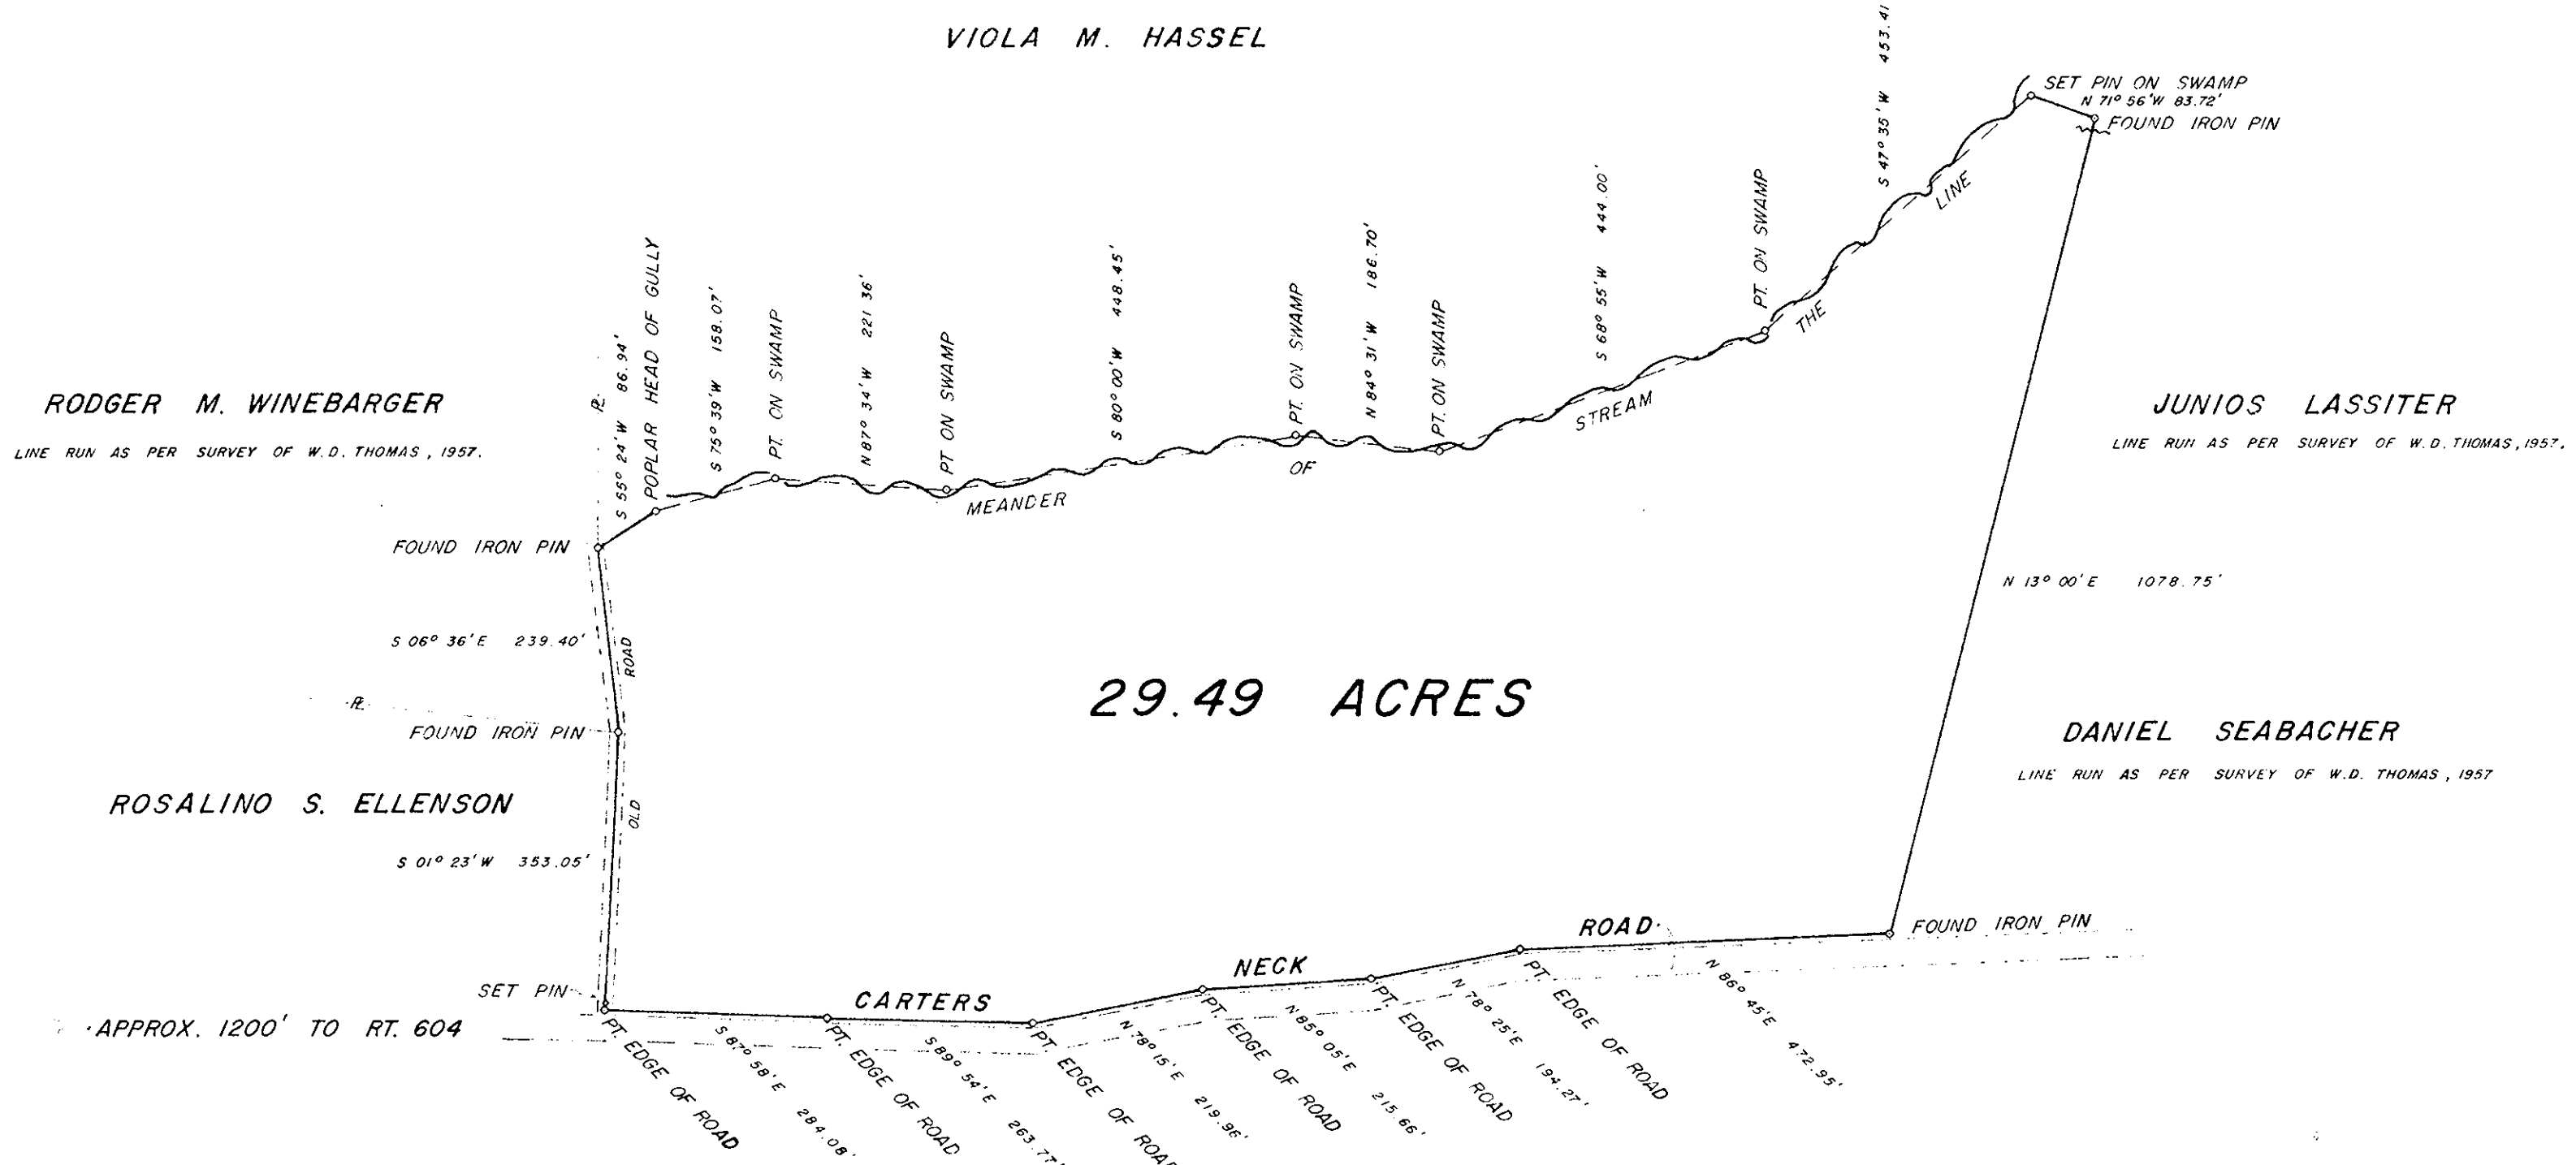 VIOLA M. HASSEL
S 47° 35' W 453.41
SET PIN ON SWAMP
N 71° 56' W 83.72'
FOUND IRON PIN
PT. ON SWAMP
S 68° 55' W 444.00'
LINE
THE
STREAM
OF
MEANDER
PT. ON SWAMP
N 84° 31' W 186.70'
PT. ON SWAMP
S 80° 00' W 448.45'
PT ON SWAMP
N 87° 34' W 221 36'
PT. ON SWAMP
S 75° 39' W 158.07'
POPLAR HEAD OF GULLY
S 55° 24' W 86.94'
RODGER M. WINEBARGER
LINE RUN AS PER SURVEY OF W.D. THOMAS, 1957.
JUNIOS LASSITER
LINE RUN AS PER SURVEY OF W.D. THOMAS, 1957.
FOUND IRON PIN
N 13° 00' E 1078.75'
S 06° 36' E 239.40'
ROAD
29.49 ACRES
FOUND IRON PIN
DANIEL SEABACHER
LINE RUN AS PER SURVEY OF W.D. THOMAS, 1957
ROSALINO S. ELLENSON
OLD
S 01° 23' W 353.05'
SET PIN
APPROX. 1200' TO RT. 604
CARTERS NECK ROAD
FOUND IRON PIN
PT. EDGE OF ROAD
S 87° 58' E 284.08'
PT. EDGE OF ROAD
S 89° 54' E 263.77'
PT. EDGE OF ROAD
N 78° 15' E 219.96'
PT. EDGE OF ROAD
N 85° 05' E 215.66'
PT. EDGE OF ROAD
N 78° 25' E 194.27'
PT. EDGE OF ROAD
N 86° 45' E 472.95'